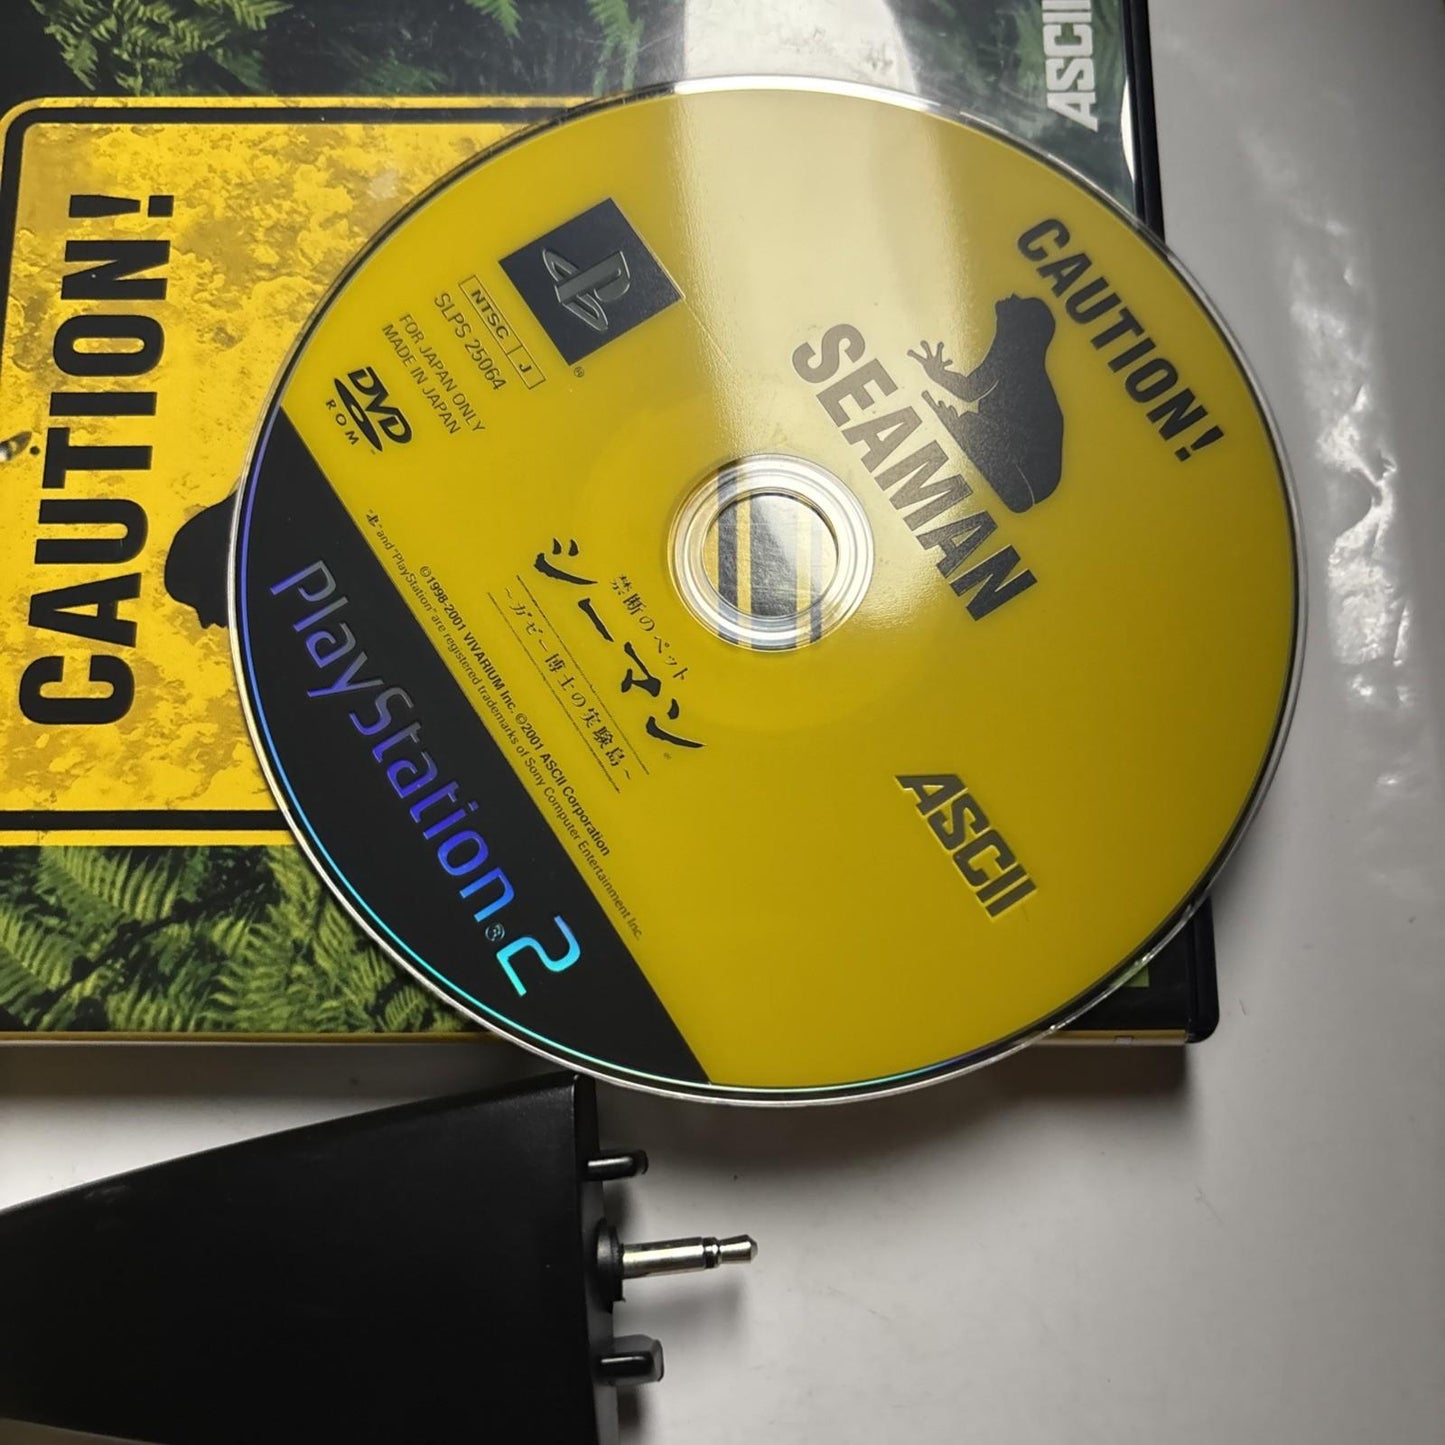 CAUTION!
ASCII
CAUTION!
SEAMAN
NTSC J
SLPS 25064
FOR JAPAN ONLY
MADE IN JAPAN
DVD
ROM
禁断のペット
シーマン
~ガゼー博士の実験島~
ASCII
©1998-2001 VIVARIUM Inc. ©2001 ASCII Corporation
and "PlayStation" are registered trademarks of Sony Computer Entertainment Inc.
PlayStation®2